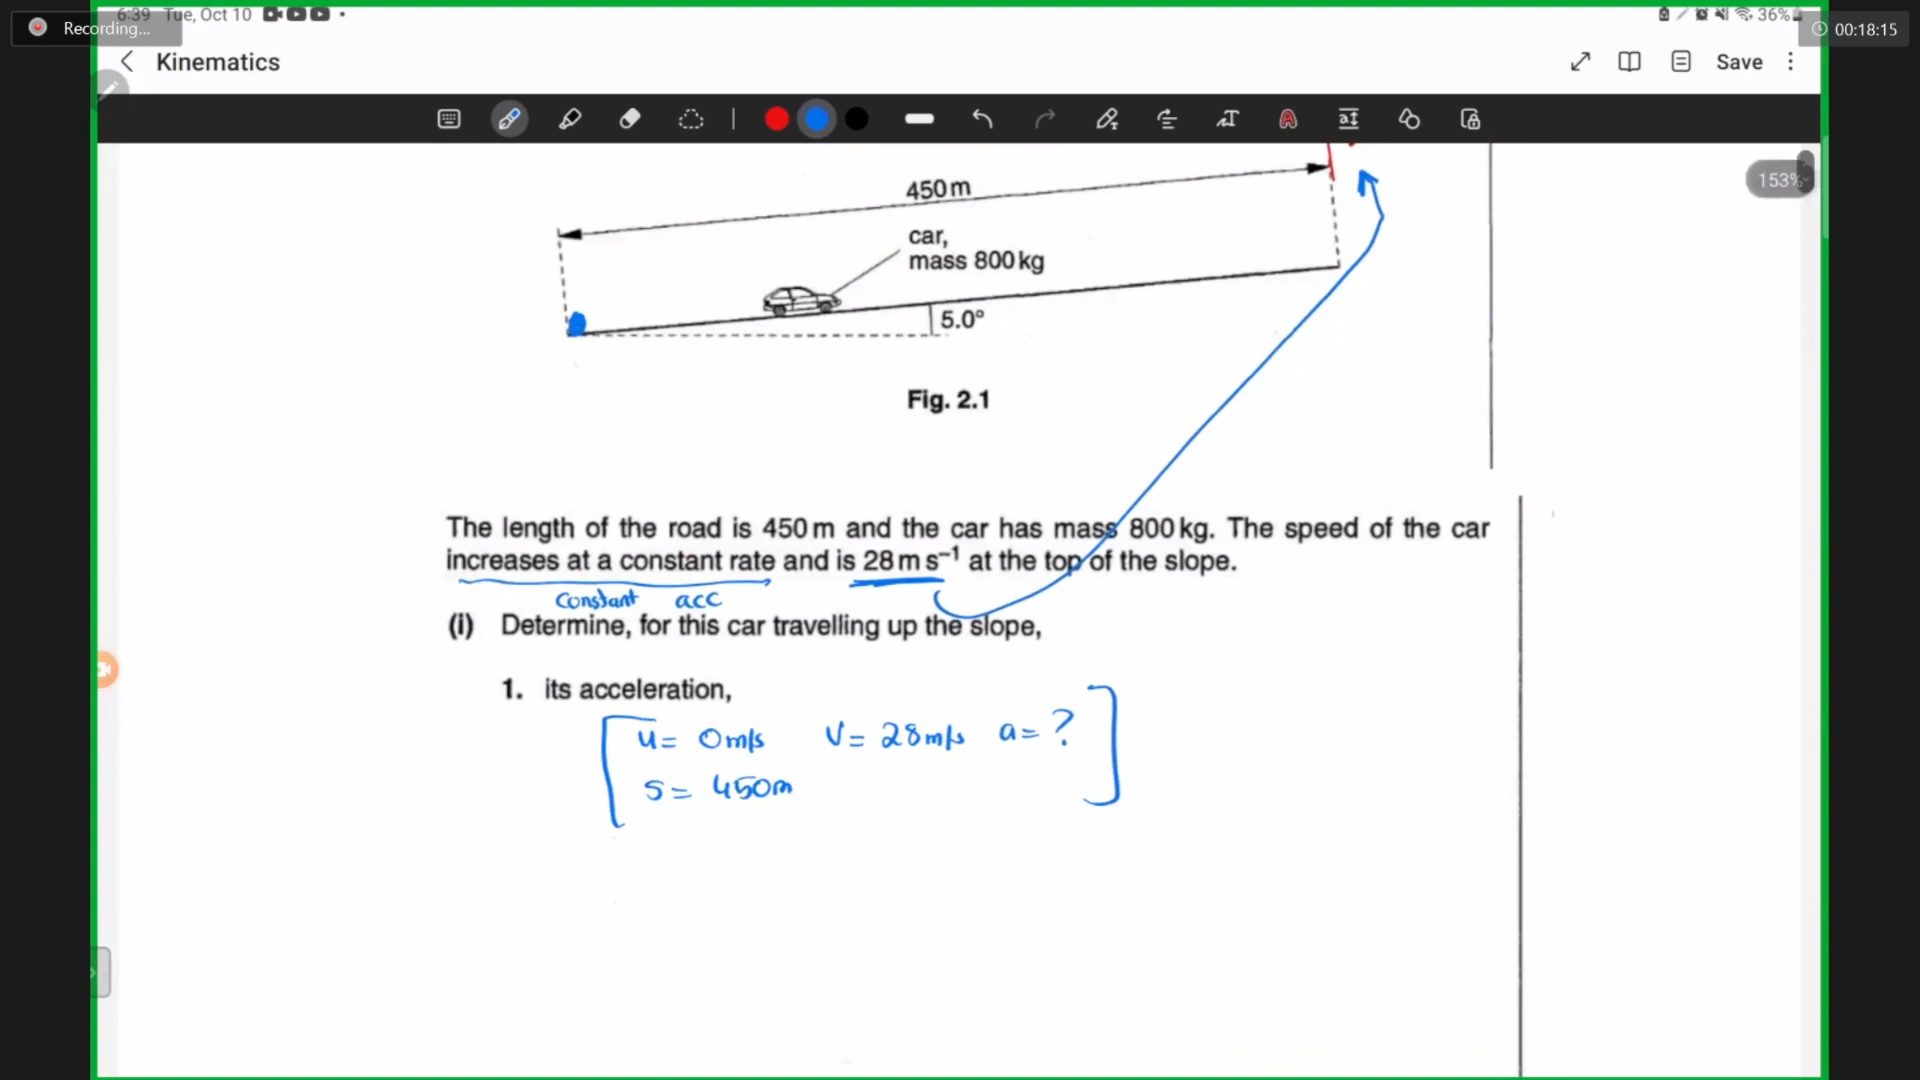 6:39 Tue, Oct 10
36%
Recording...
00:18:15
Kinematics
Save
153%
450 m
car,
mass 800 kg
5.0°
Fig. 2.1
The length of the road is 450 m and the car has mass 800 kg. The speed of the car
increases at a constant rate and is 28 m s⁻¹ at the top of the slope.
Constant acc
(i) Determine, for this car travelling up the slope,
1. its acceleration,
u = 0 m/s v = 28 m/s a = ?
s = 450m